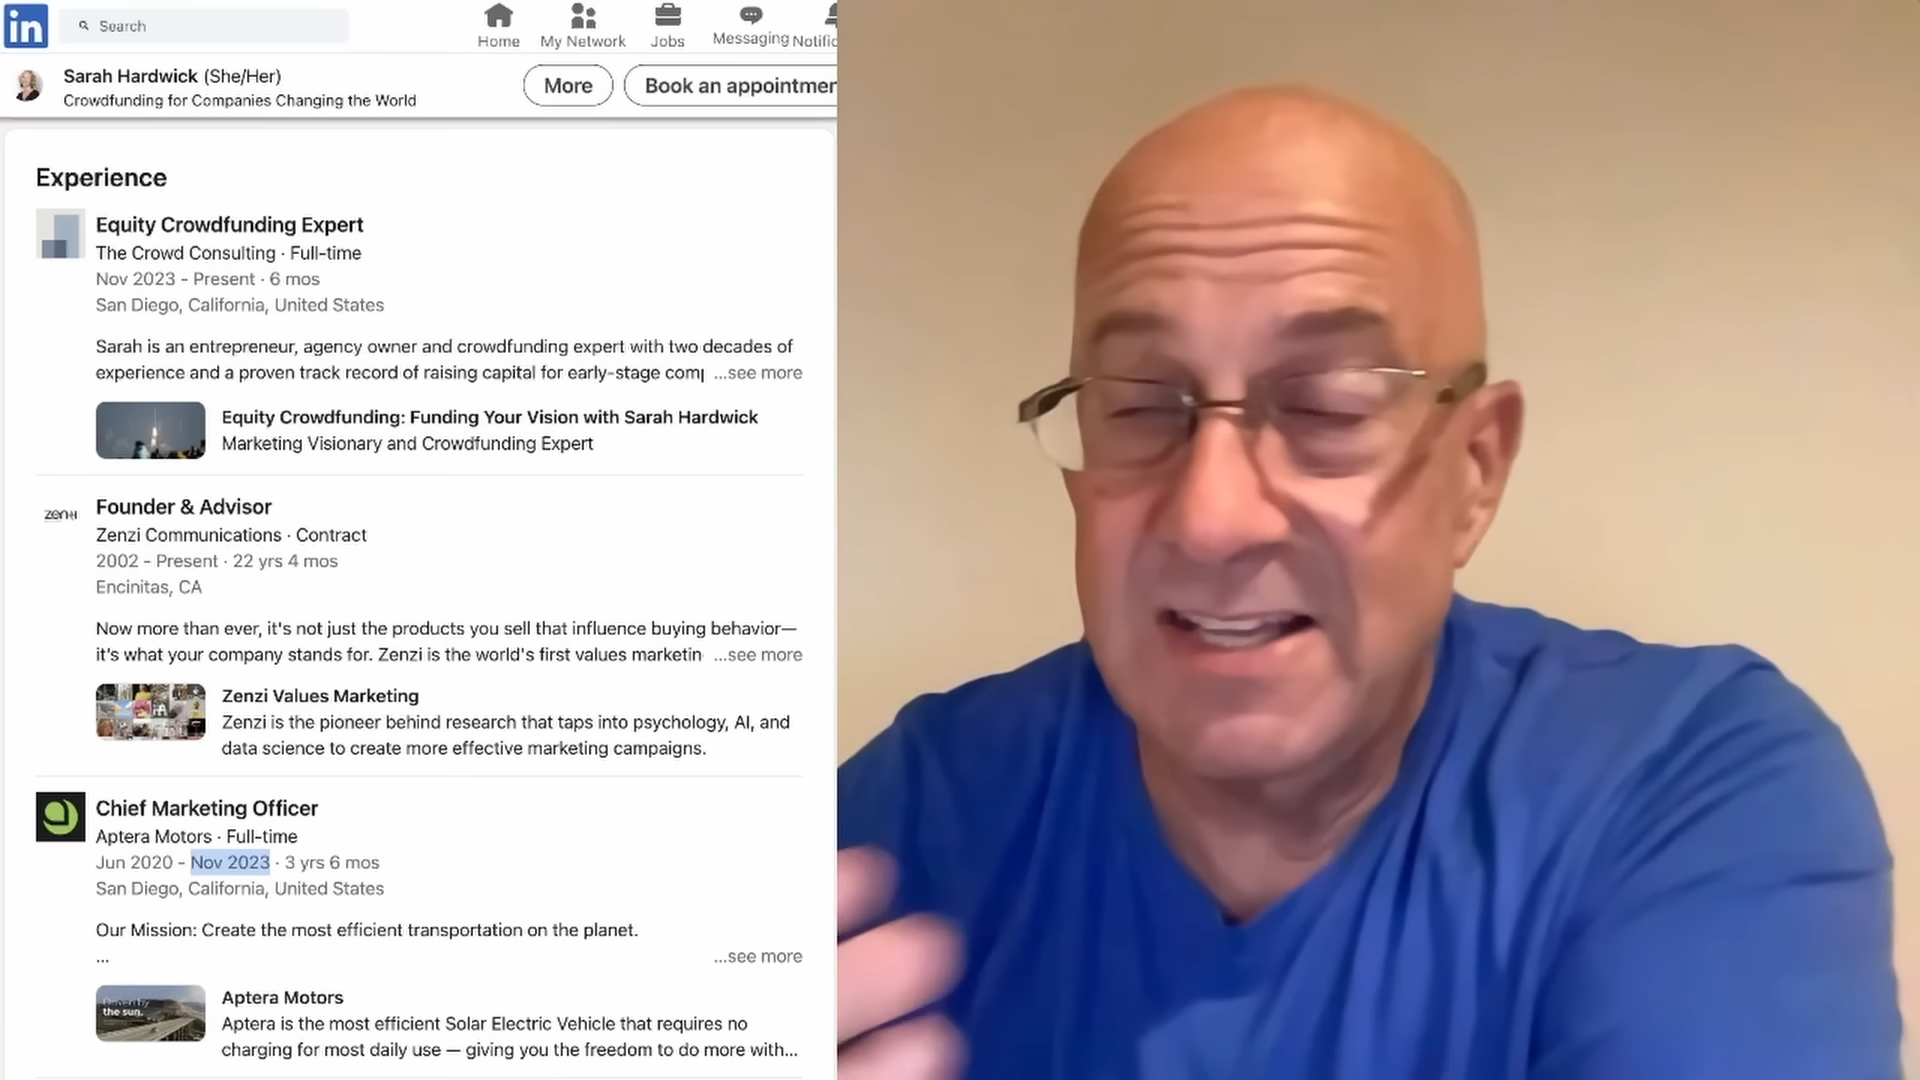 in
Search
Home
My Network
Jobs
Messaging
Notific
Sarah Hardwick (She/Her)
Crowdfunding for Companies Changing the World
More
Book an appointmen
Experience
Equity Crowdfunding Expert
The Crowd Consulting · Full-time
Nov 2023 - Present · 6 mos
San Diego, California, United States
Sarah is an entrepreneur, agency owner and crowdfunding expert with two decades of
experience and a proven track record of raising capital for early-stage comp ...see more
Equity Crowdfunding: Funding Your Vision with Sarah Hardwick
Marketing Visionary and Crowdfunding Expert
zenzi
Founder & Advisor
Zenzi Communications · Contract
2002 - Present · 22 yrs 4 mos
Encinitas, CA
Now more than ever, it's not just the products you sell that influence buying behavior—
it's what your company stands for. Zenzi is the world's first values marketin ...see more
Zenzi Values Marketing
Zenzi is the pioneer behind research that taps into psychology, AI, and
data science to create more effective marketing campaigns.
Chief Marketing Officer
Aptera Motors · Full-time
Jun 2020 - Nov 2023 · 3 yrs 6 mos
San Diego, California, United States
Our Mission: Create the most efficient transportation on the planet.
... ...see more
Driven by
the sun.
Aptera Motors
Aptera is the most efficient Solar Electric Vehicle that requires no
charging for most daily use — giving you the freedom to do more with...